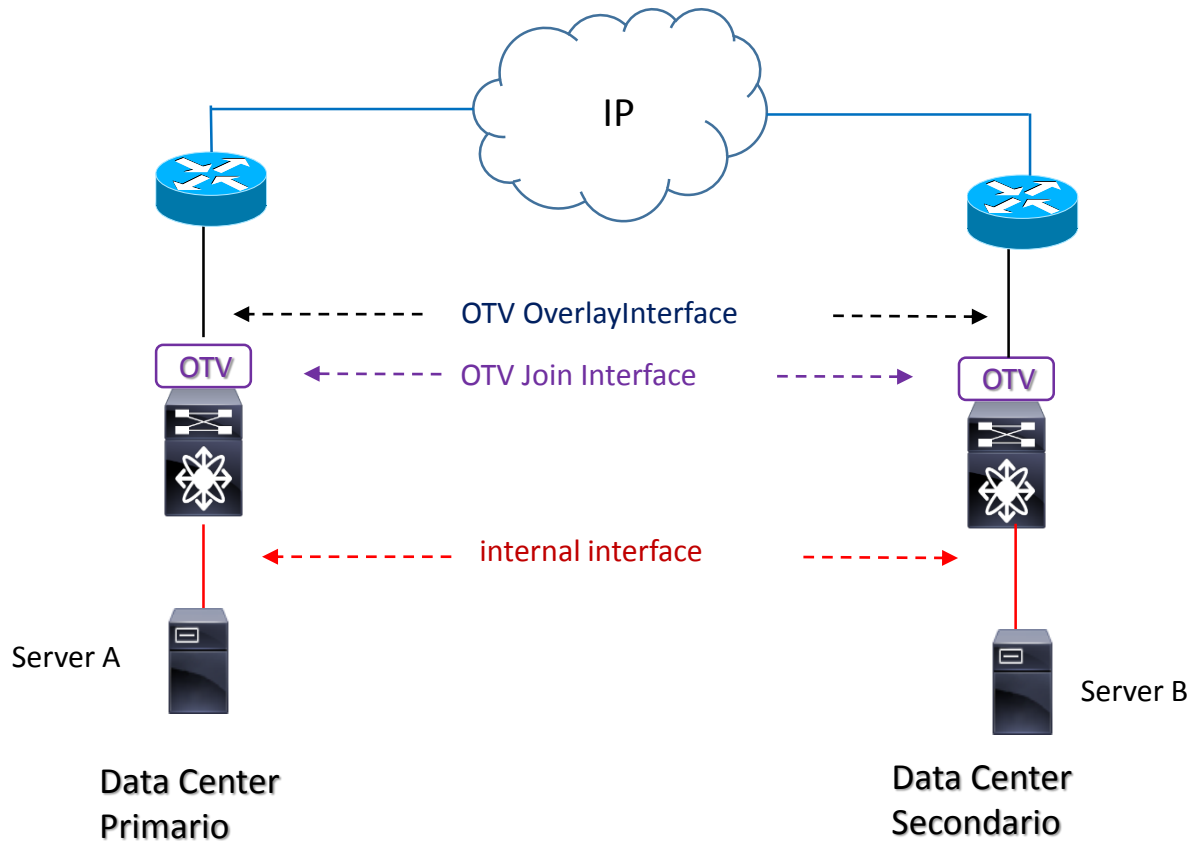 IP
OTV OverlayInterface
OTV
OTV Join Interface
OTV
internal interface
Server A
Server B
Data Center
Primario
Data Center
Secondario